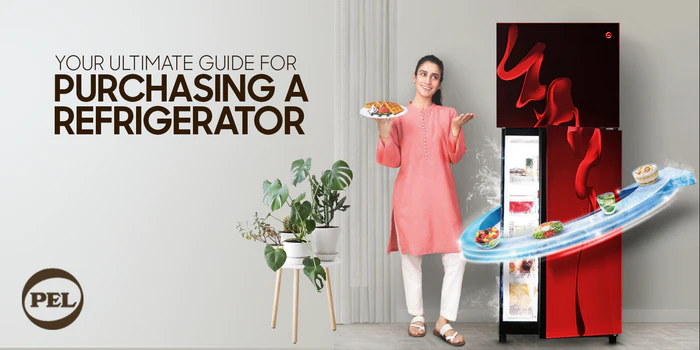 YOUR ULTIMATE GUIDE FOR
PURCHASING A
REFRIGERATOR
PEL